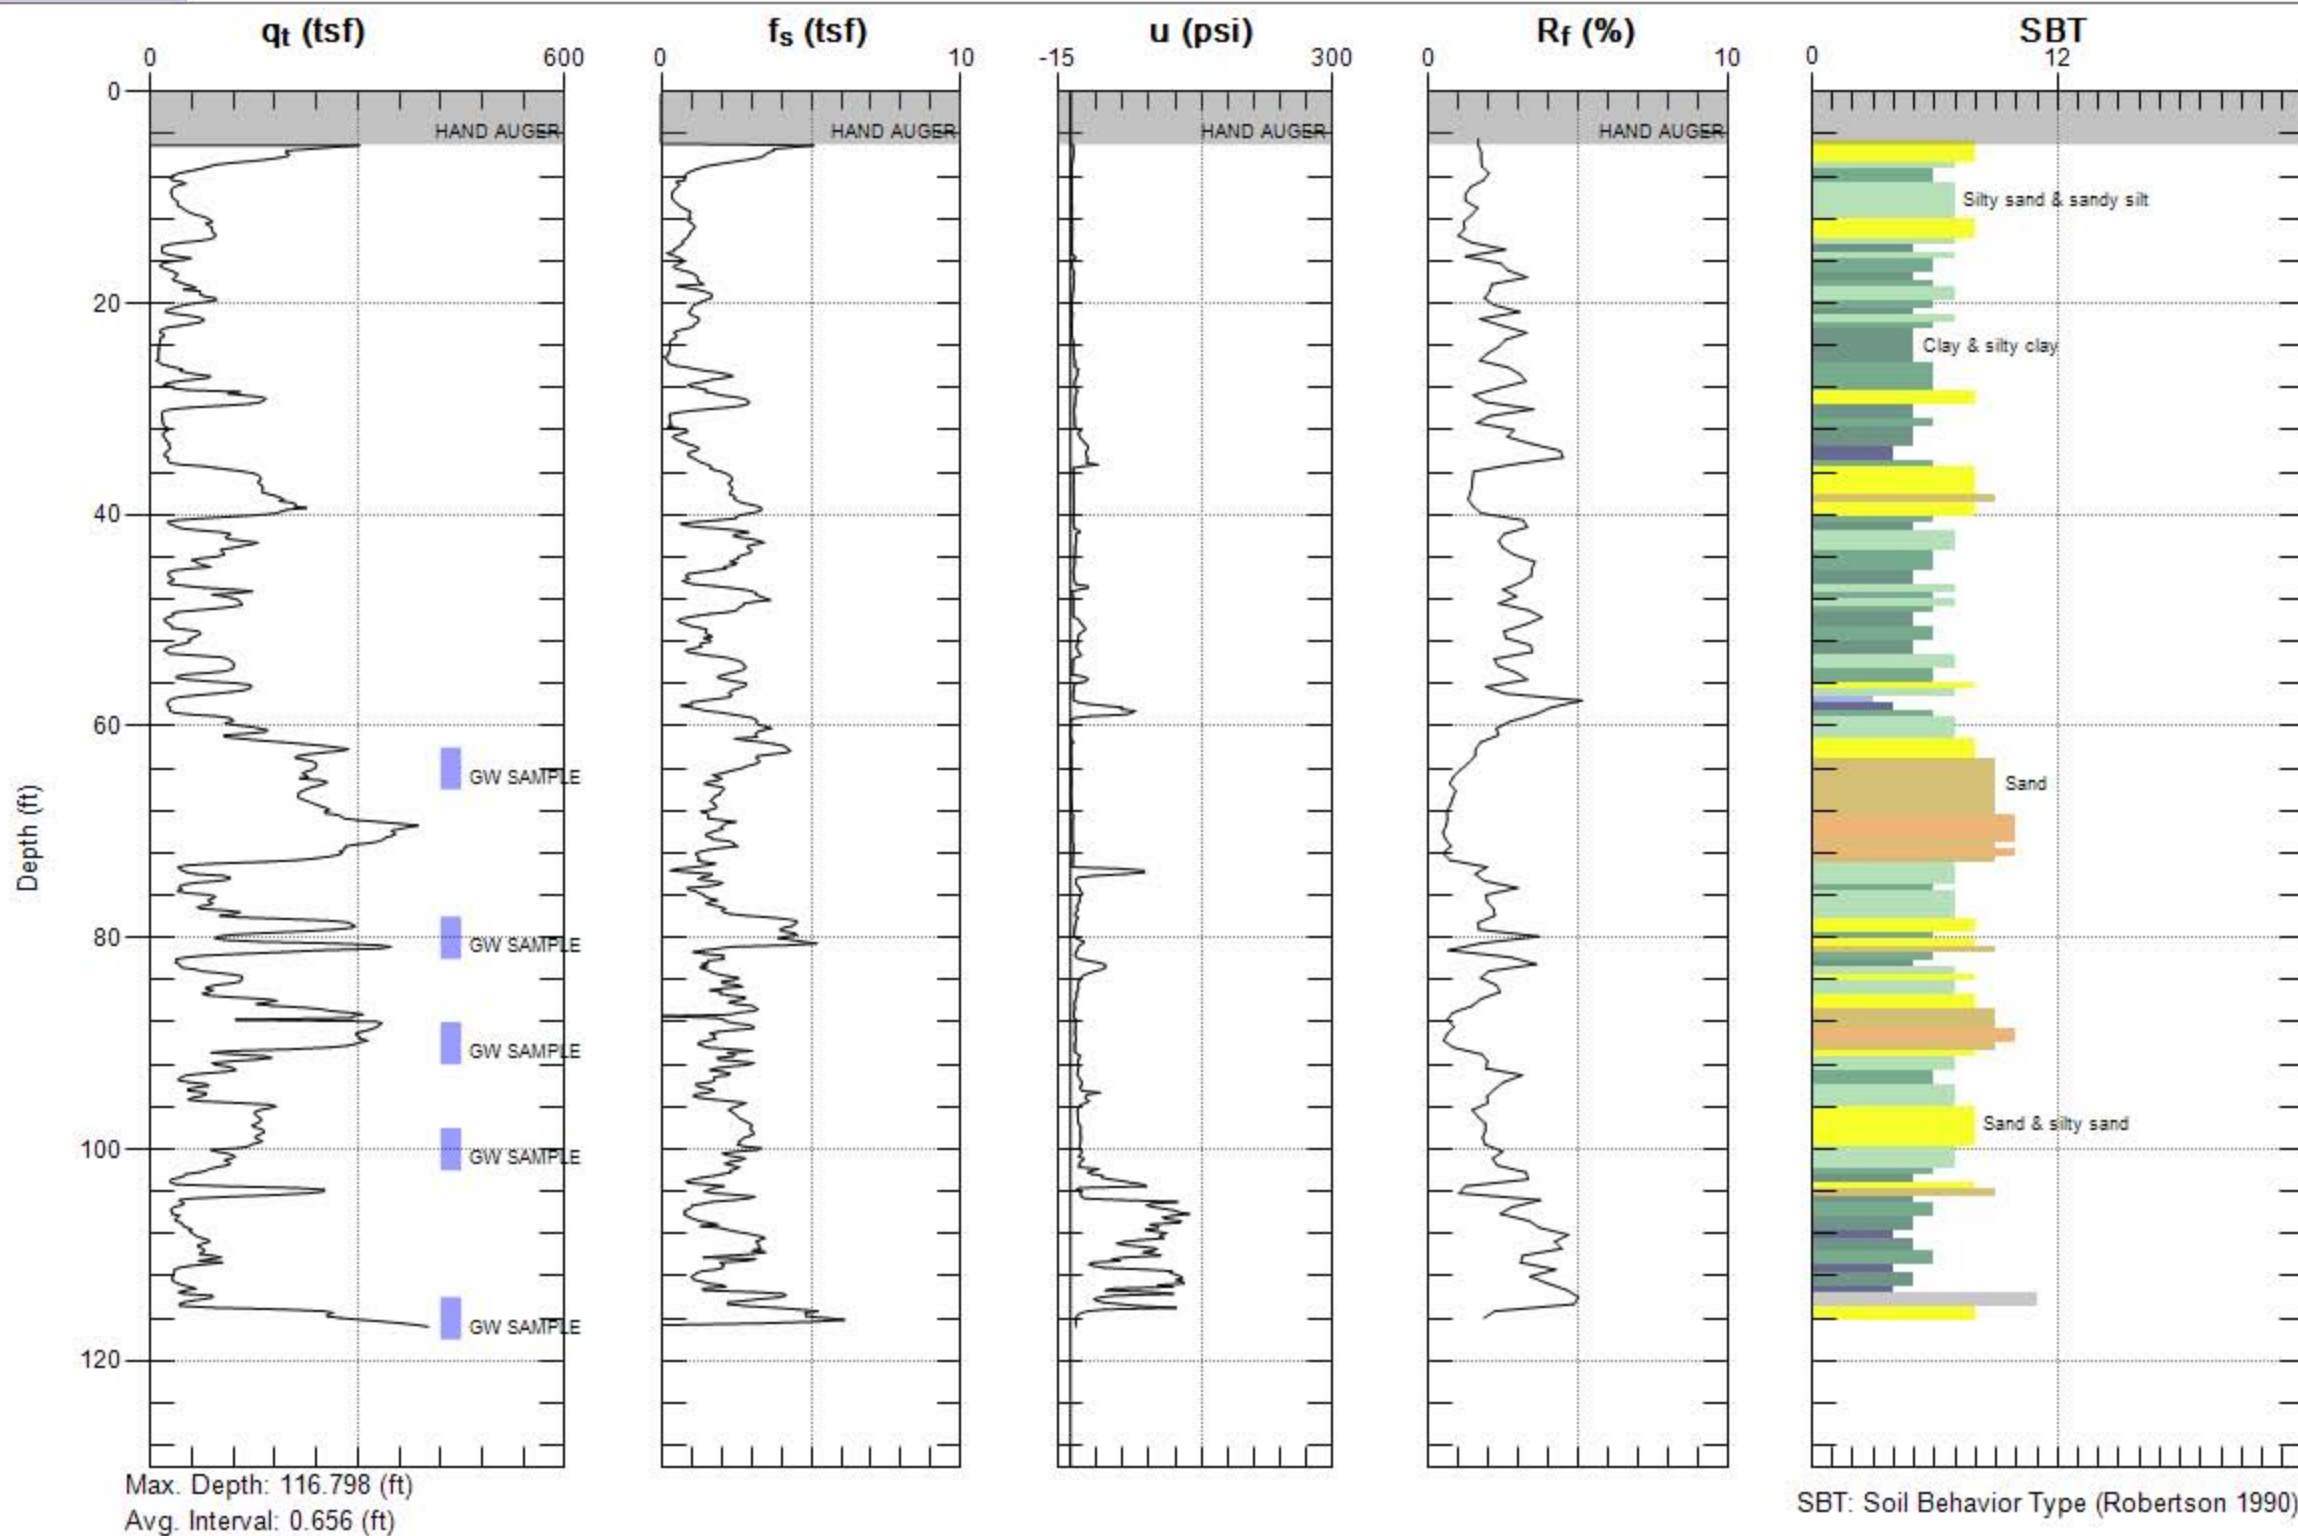 qt (tsf)
fs (tsf)
u (psi)
Rf (%)
SBT
0 600
0 10
-15 300
0 10
0 12
0
HAND AUGER
HAND AUGER
HAND AUGER
HAND AUGER
Silty sand & sandy silt
20
Clay & silty clay
40
60
GW SAMPLE
Sand
Depth (ft)
80
GW SAMPLE
GW SAMPLE
Sand & silty sand
100
GW SAMPLE
GW SAMPLE
120
Max. Depth: 116.798 (ft)
Avg. Interval: 0.656 (ft)
SBT: Soil Behavior Type (Robertson 1990)